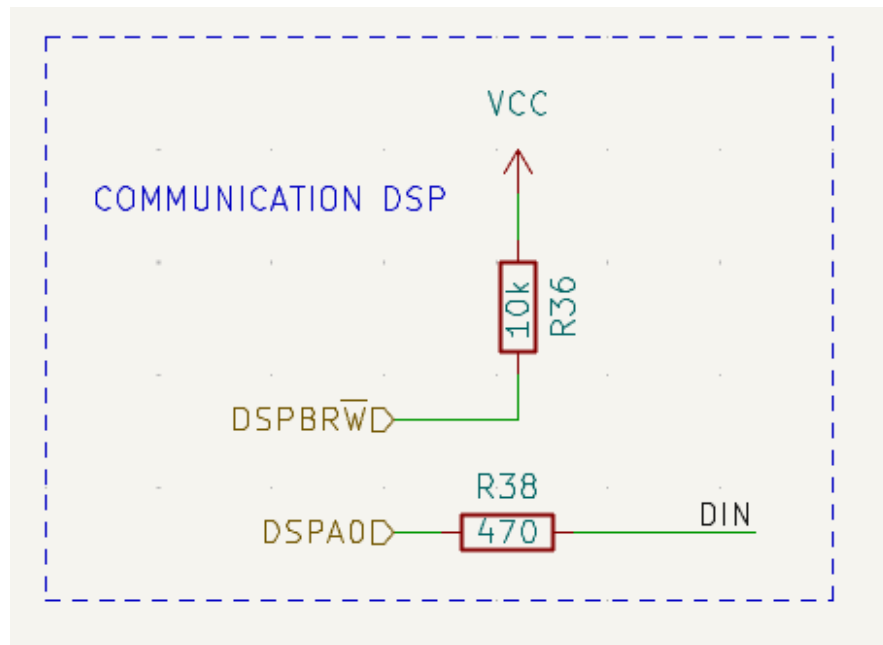 VCC
COMMUNICATION DSP
10k
R36
DSPBRW̅
R38
DSPA0
470
DIN